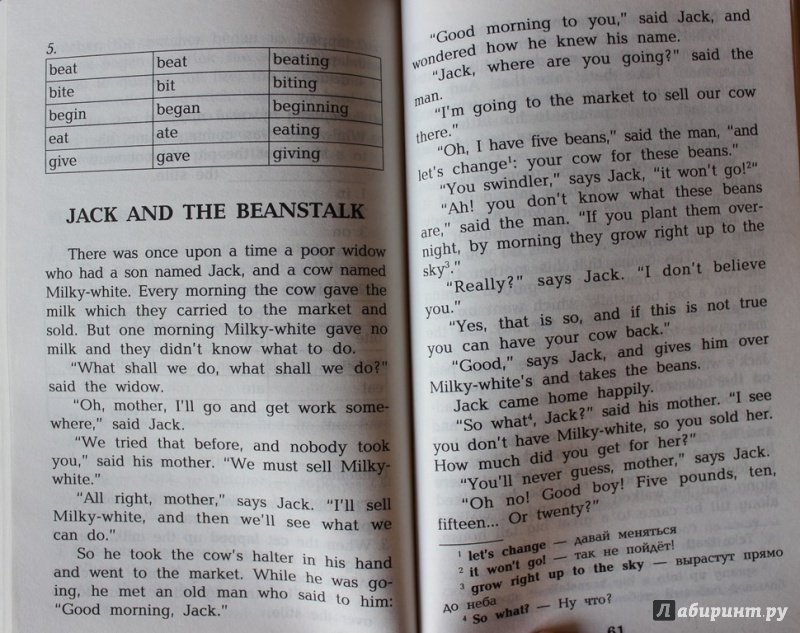 5.
beat beat beating
bite bit biting
begin began beginning
eat ate eating
give gave giving
JACK AND THE BEANSTALK
There was once upon a time a poor widow
who had a son named Jack, and a cow named
Milky-white. Every morning the cow gave the
milk which they carried to the market and
sold. But one morning Milky-white gave no
milk and they didn't know what to do.
“What shall we do, what shall we do?”
said the widow.
“Oh, mother, I'll go and get work some-
where,” said Jack.
“We tried that before, and nobody took
you,” said his mother. “We must sell Milky-
white.”
“All right, mother,” says Jack. “I'll sell
Milky-white, and then we'll see what we
can do.”
So he took the cow's halter in his hand
and went to the market. While he was go-
ing, he met an old man who said to him:
“Good morning, Jack.”
“Good morning to you,” said Jack, and
wondered how he knew his name.
“Jack, where are you going?” said the
man.
“I'm going to the market to sell our cow
there.”
“Oh, I have five beans,” said the man, “and
let's change¹: your cow for these beans.”
“You swindler,” says Jack, “it won't go!²”
“Ah! you don't know what these beans
are,” said the man. “If you plant them over-
night, by morning they grow right up to the
sky³.”
“Really?” says Jack. “I don't believe
you.”
“Yes, that is so, and if this is not true
you can have your cow back.”
“Good,” says Jack, and gives him over
Milky-white's and takes the beans.
Jack came home happily.
“So what⁴, Jack?” said his mother. “I see
you don't have Milky-white, so you sold her.
How much did you get for her?”
“You'll never guess, mother,” says Jack.
“Oh no! Good boy! Five pounds, ten,
fifteen... Or twenty?”
¹ let's change — давай меняться
² it won't go! — так не пойдёт!
³ grow right up to the sky — вырастут прямо
до неба
⁴ So what? — Ну что?
61
Лабиринт.ру